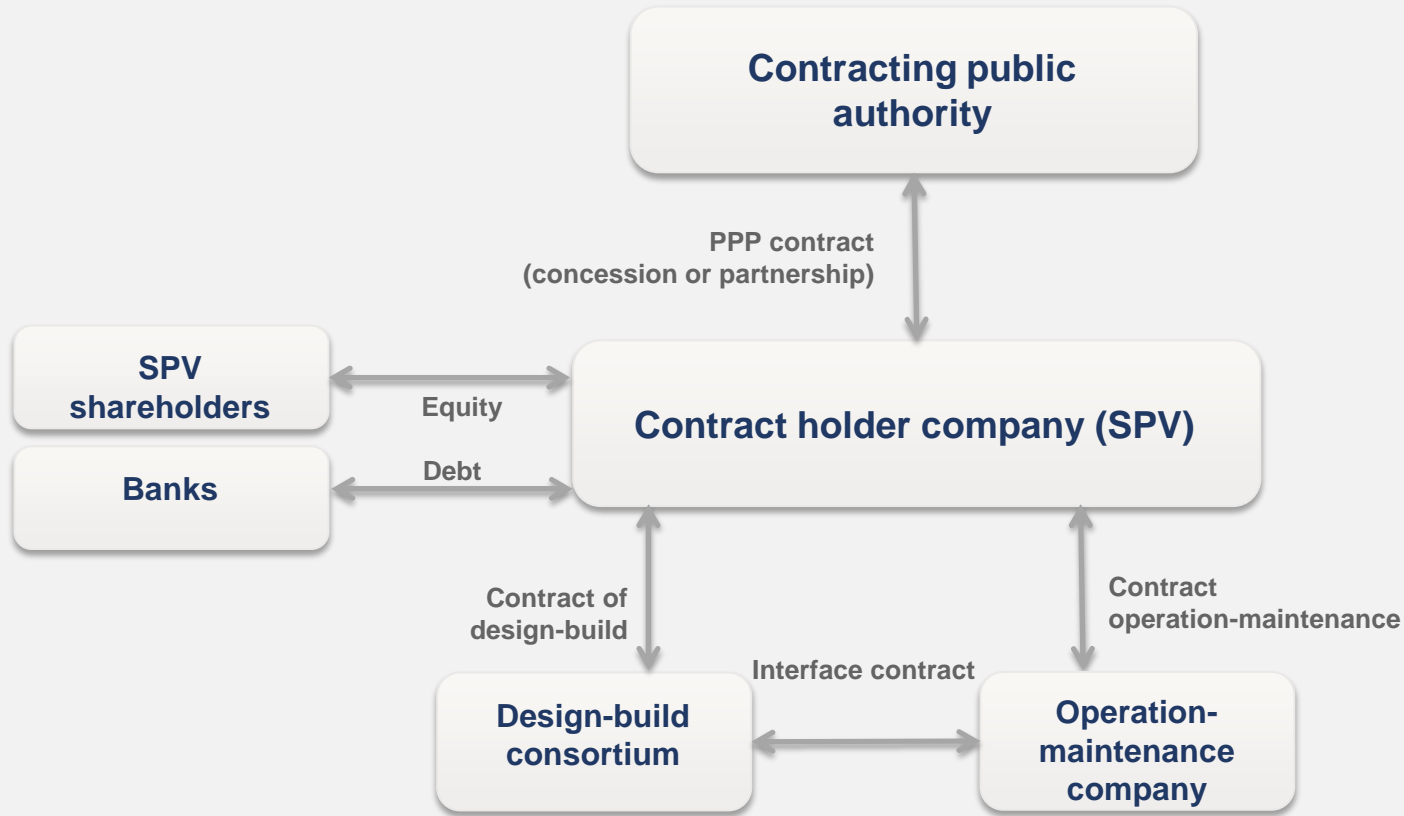 Contracting public
authority
PPP contract
(concession or partnership)
SPV
shareholders
Equity
Contract holder company (SPV)
Banks
Debt
Contract of
design-build
Contract
operation-maintenance
Interface contract
Design-build
consortium
Operation-
maintenance
company